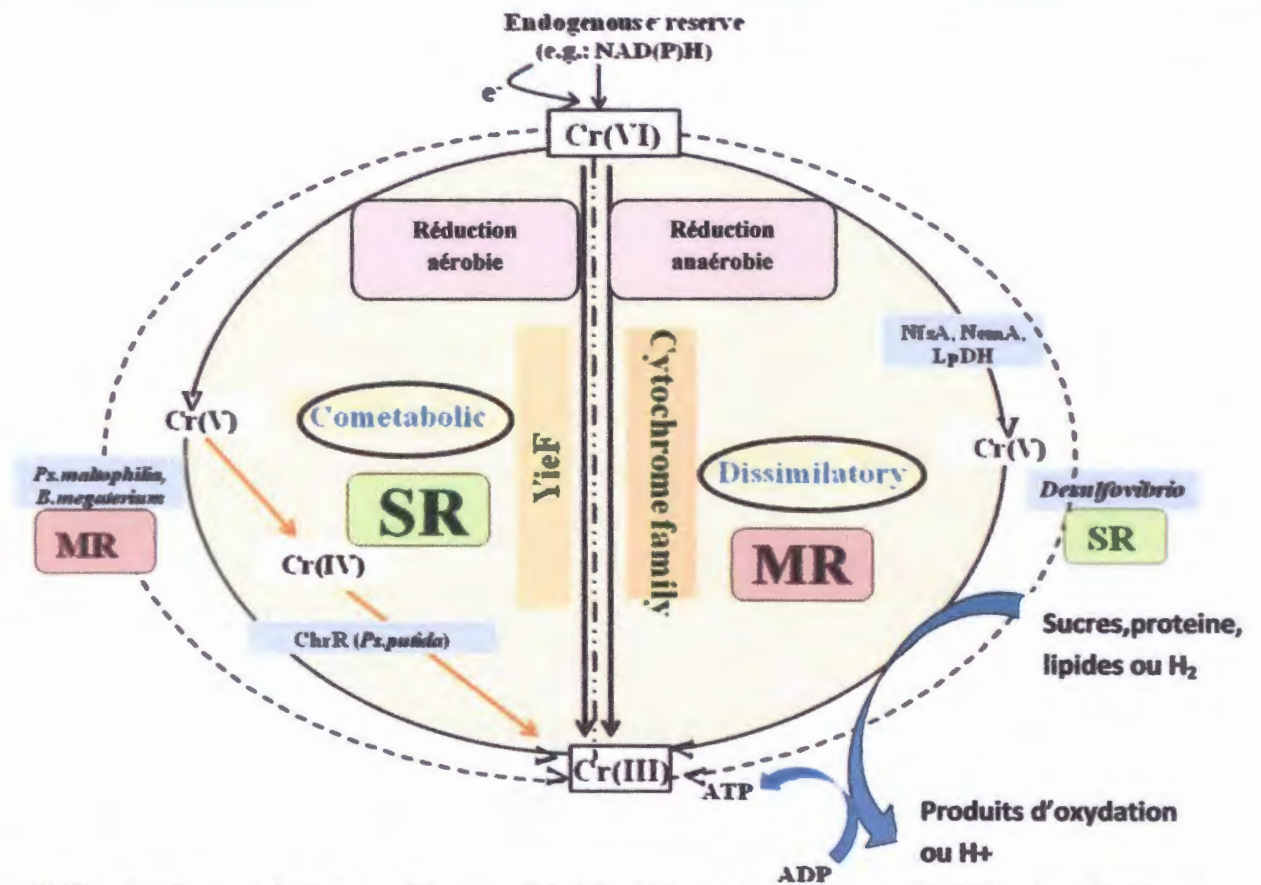 Endogenous e⁻ reserve
(e.g.: NAD(P)H)
e⁻
Cr(VI)
Réduction
aérobie
Réduction
anaérobie
NfsA, NemA,
LpDH
Cr(V)
Cometabolic
YieF
Cytochrome family
Cr(V)
Dissimilatory
Ps.maltophilia,
B.megaterium
SR
Desulfovibrio
MR
MR
SR
Cr(IV)
ChrR (Ps.putida)
Sucres,proteine,
lipides ou H₂
Cr(III)
ATP
Produits d'oxydation
ou H+
ADP